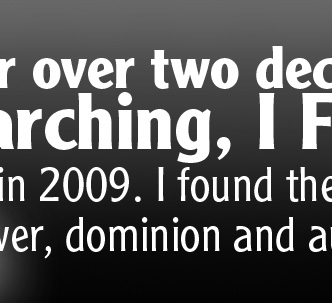 r over two dec
arching, I F
in 2009. I found the
ver, dominion and au